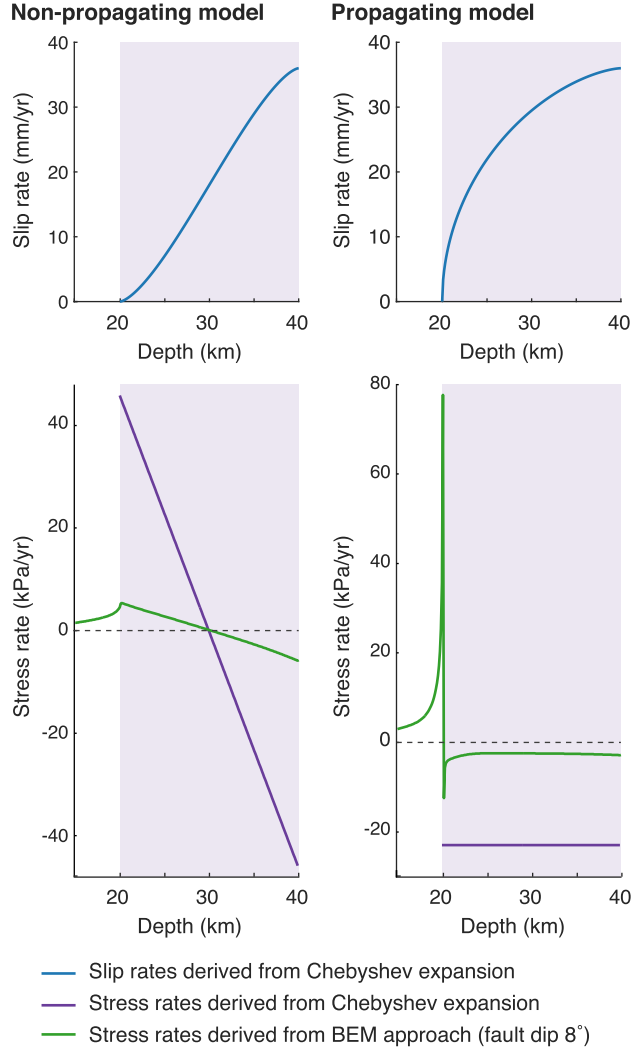 Non-propagating model
Propagating model
Slip rate (mm/yr)
40
30
20
10
0
20 30 40
Depth (km)
Slip rate (mm/yr)
40
30
20
10
0
20 30 40
Depth (km)
Stress rate (kPa/yr)
40
20
0
-20
-40
20 30 40
Depth (km)
Stress rate (kPa/yr)
80
60
40
20
0
-20
20 30 40
Depth (km)
Slip rates derived from Chebyshev expansion
Stress rates derived from Chebyshev expansion
Stress rates derived from BEM approach (fault dip 8°)